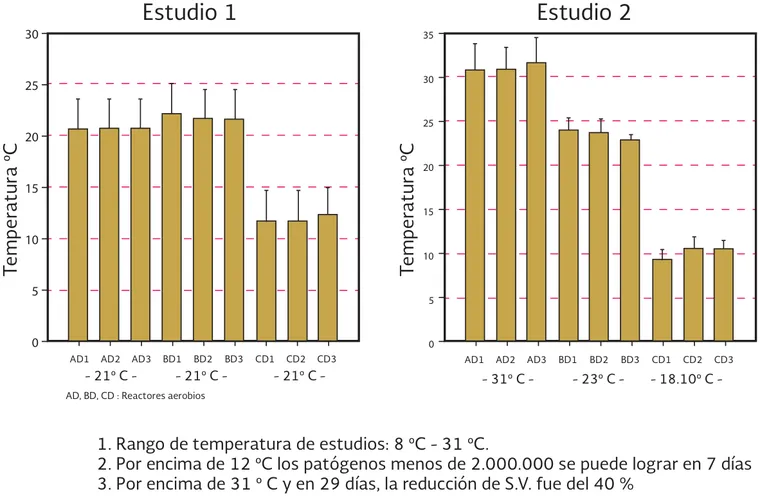 Estudio 1
Temperatura ºC
30
25
20
15
10
5
0
AD1 AD2 AD3 BD1 BD2 BD3 CD1 CD2 CD3
- 21º C - - 21º C - - 21º C -
AD, BD, CD : Reactores aerobios
Estudio 2
Temperatura ºC
35
30
25
20
15
10
5
0
AD1 AD2 AD3 BD1 BD2 BD3 CD1 CD2 CD3
- 31º C - - 23º C - - 18.10º C -
1. Rango de temperatura de estudios: 8 ºC - 31 ºC.
2. Por encima de 12 ºC los patógenos menos de 2.000.000 se puede lograr en 7 días
3. Por encima de 31 º C y en 29 días, la reducción de S.V. fue del 40 %